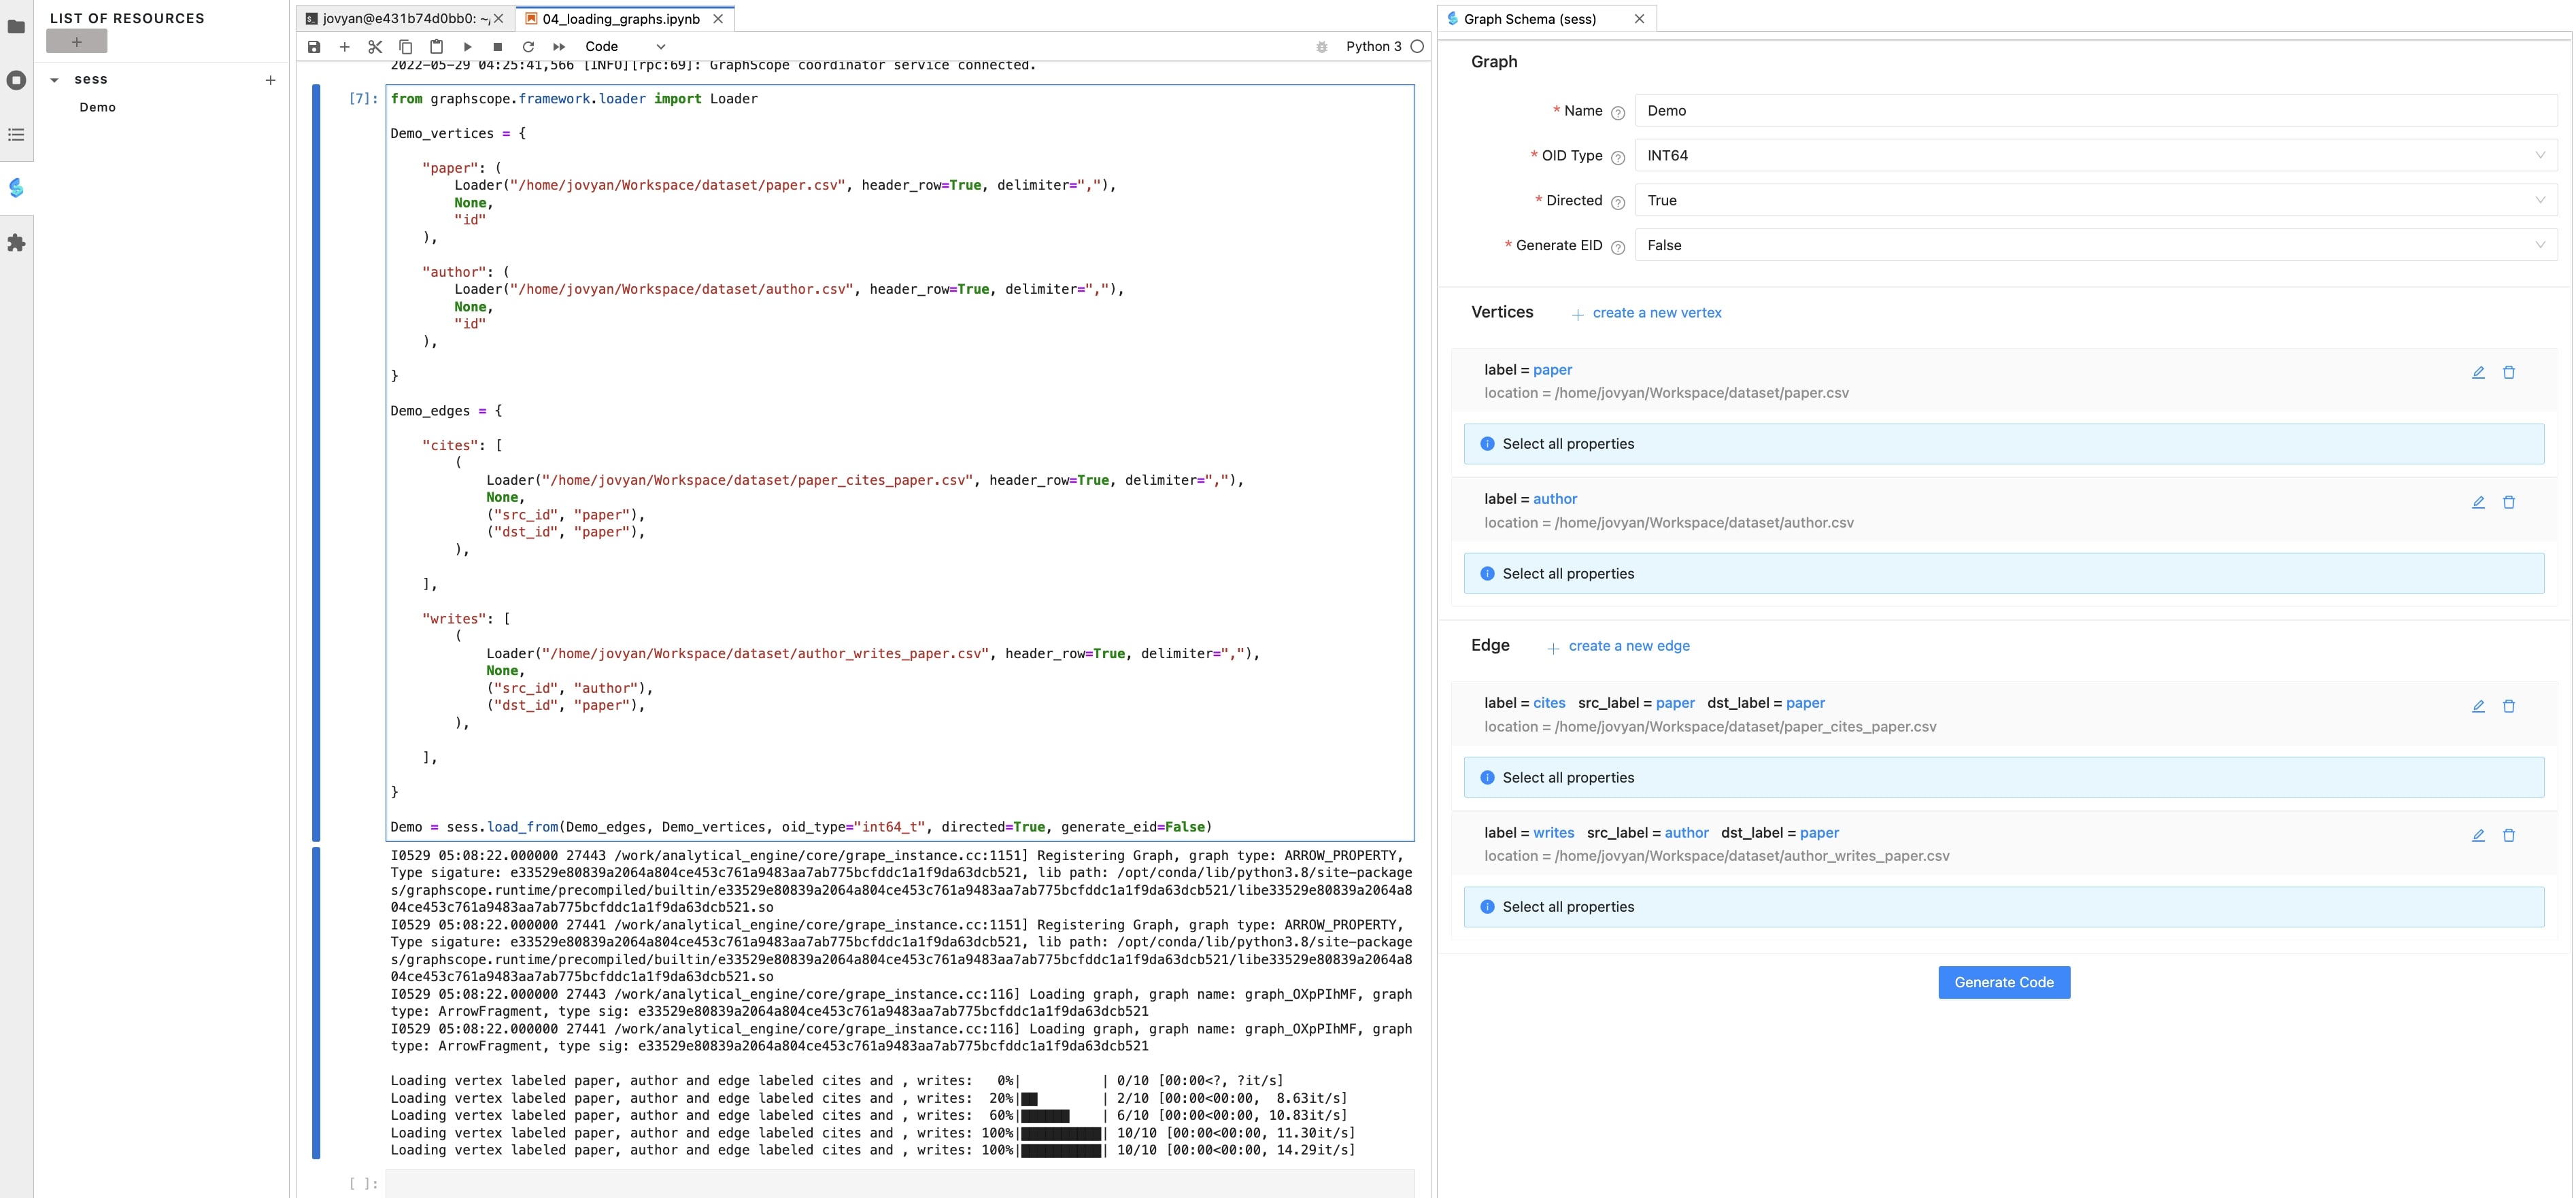 LIST OF RESOURCES
+
sess +
Demo
jovyan@e431b74d0bb0: ~/
04_loading_graphs.ipynb
Code
Python 3
2022-05-29 04:25:41,566 [INFO][rpc:69]: GraphScope coordinator service connected.
[7]: from graphscope.framework.loader import Loader
Demo_vertices = {
"paper": (
Loader("/home/jovyan/Workspace/dataset/paper.csv", header_row=True, delimiter=","),
None,
"id"
),
"author": (
Loader("/home/jovyan/Workspace/dataset/author.csv", header_row=True, delimiter=","),
None,
"id"
),
}
Demo_edges = {
"cites": [
(
Loader("/home/jovyan/Workspace/dataset/paper_cites_paper.csv", header_row=True, delimiter=","),
None,
("src_id", "paper"),
("dst_id", "paper"),
),
],
"writes": [
(
Loader("/home/jovyan/Workspace/dataset/author_writes_paper.csv", header_row=True, delimiter=","),
None,
("src_id", "author"),
("dst_id", "paper"),
),
],
}
Demo = sess.load_from(Demo_edges, Demo_vertices, oid_type="int64_t", directed=True, generate_eid=False)
I0529 05:08:22.000000 27443 /work/analytical_engine/core/grape_instance.cc:1151] Registering Graph, graph type: ARROW_PROPERTY,
Type sigature: e33529e80839a2064a804ce453c761a9483aa7ab775bcfddc1a1f9da63dcb521, lib path: /opt/conda/lib/python3.8/site-package
s/graphscope.runtime/precompiled/builtin/e33529e80839a2064a804ce453c761a9483aa7ab775bcfddc1a1f9da63dcb521/libe33529e80839a2064a8
04ce453c761a9483aa7ab775bcfddc1a1f9da63dcb521.so
I0529 05:08:22.000000 27441 /work/analytical_engine/core/grape_instance.cc:1151] Registering Graph, graph type: ARROW_PROPERTY,
Type sigature: e33529e80839a2064a804ce453c761a9483aa7ab775bcfddc1a1f9da63dcb521, lib path: /opt/conda/lib/python3.8/site-package
s/graphscope.runtime/precompiled/builtin/e33529e80839a2064a804ce453c761a9483aa7ab775bcfddc1a1f9da63dcb521/libe33529e80839a2064a8
04ce453c761a9483aa7ab775bcfddc1a1f9da63dcb521.so
I0529 05:08:22.000000 27443 /work/analytical_engine/core/grape_instance.cc:116] Loading graph, graph name: graph_OXpPIhMF, graph
type: ArrowFragment, type sig: e33529e80839a2064a804ce453c761a9483aa7ab775bcfddc1a1f9da63dcb521
I0529 05:08:22.000000 27441 /work/analytical_engine/core/grape_instance.cc:116] Loading graph, graph name: graph_OXpPIhMF, graph
type: ArrowFragment, type sig: e33529e80839a2064a804ce453c761a9483aa7ab775bcfddc1a1f9da63dcb521
Loading vertex labeled paper, author and edge labeled cites and , writes:   0%|          | 0/10 [00:00<?, ?it/s]
Loading vertex labeled paper, author and edge labeled cites and , writes:  20%|██        | 2/10 [00:00<00:00,  8.63it/s]
Loading vertex labeled paper, author and edge labeled cites and , writes:  60%|██████    | 6/10 [00:00<00:00, 10.83it/s]
Loading vertex labeled paper, author and edge labeled cites and , writes: 100%|██████████| 10/10 [00:00<00:00, 11.30it/s]
Loading vertex labeled paper, author and edge labeled cites and , writes: 100%|██████████| 10/10 [00:00<00:00, 14.29it/s]
[ ]:
Graph Schema (sess)
Graph
* Name Demo
* OID Type INT64
* Directed True
* Generate EID False
Vertices + create a new vertex
label = paper
location = /home/jovyan/Workspace/dataset/paper.csv
Select all properties
label = author
location = /home/jovyan/Workspace/dataset/author.csv
Select all properties
Edge + create a new edge
label = cites src_label = paper dst_label = paper
location = /home/jovyan/Workspace/dataset/paper_cites_paper.csv
Select all properties
label = writes src_label = author dst_label = paper
location = /home/jovyan/Workspace/dataset/author_writes_paper.csv
Select all properties
Generate Code